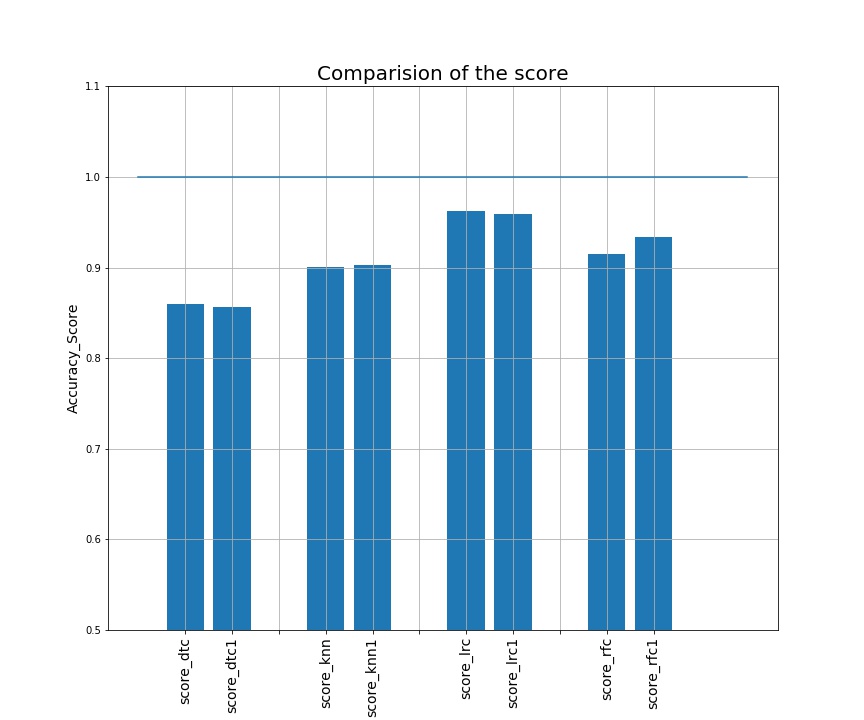 Comparision of the score
1.1
1.0
0.9
0.8
0.7
0.6
0.5
Accuracy_Score
score_dtc
score_dtc1
score_knn
score_knn1
score_lrc
score_lrc1
score_rfc
score_rfc1